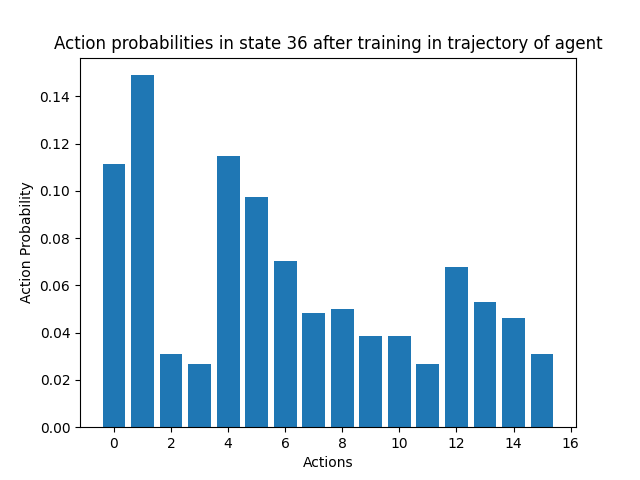 Action probabilities in state 36 after training in trajectory of agent
0.14
0.12
0.10
0.08
0.06
0.04
0.02
0.00
Action Probability
0 2 4 6 8 10 12 14 16
Actions